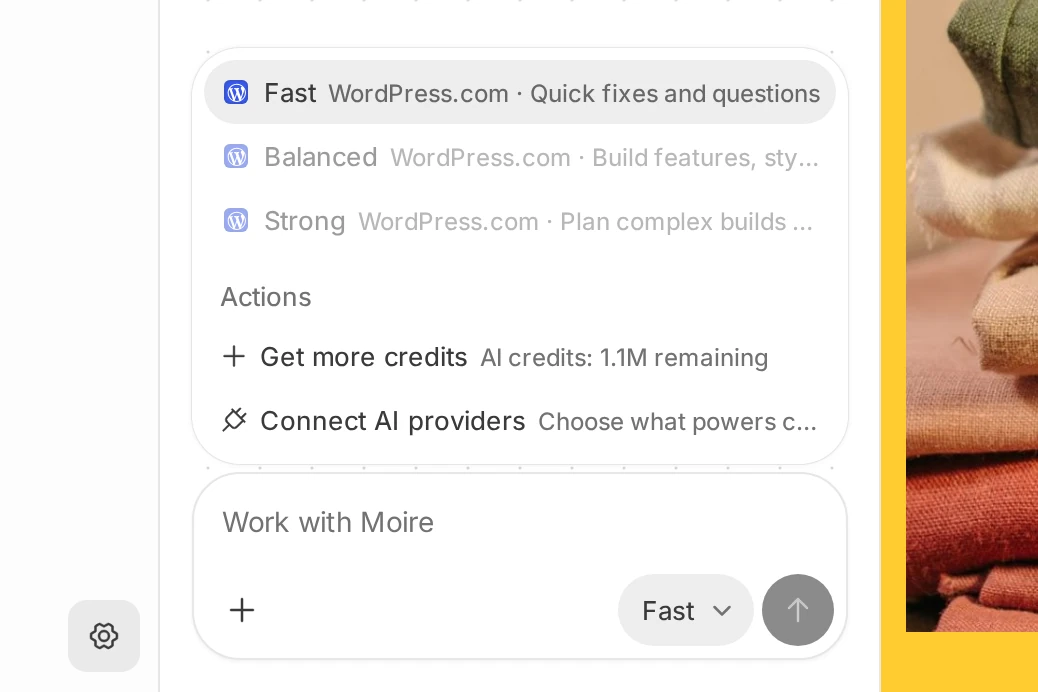 Fast WordPress.com · Quick fixes and questions
Balanced WordPress.com · Build features, sty...
Strong WordPress.com · Plan complex builds ...
Actions
Get more credits AI credits: 1.1M remaining
Connect AI providers Choose what powers c...
Work with Moire
Fast